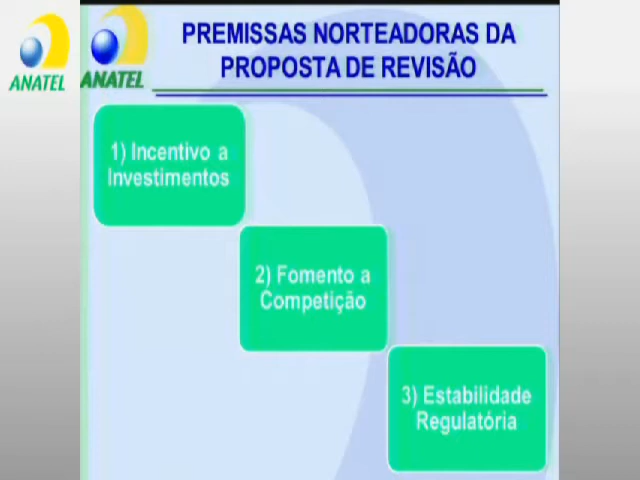 ANATEL
ANATEL
PREMISSAS NORTEADORAS DA
PROPOSTA DE REVISÃO
1) Incentivo a
Investimentos
2) Fomento a
Competição
3) Estabilidade
Regulatória